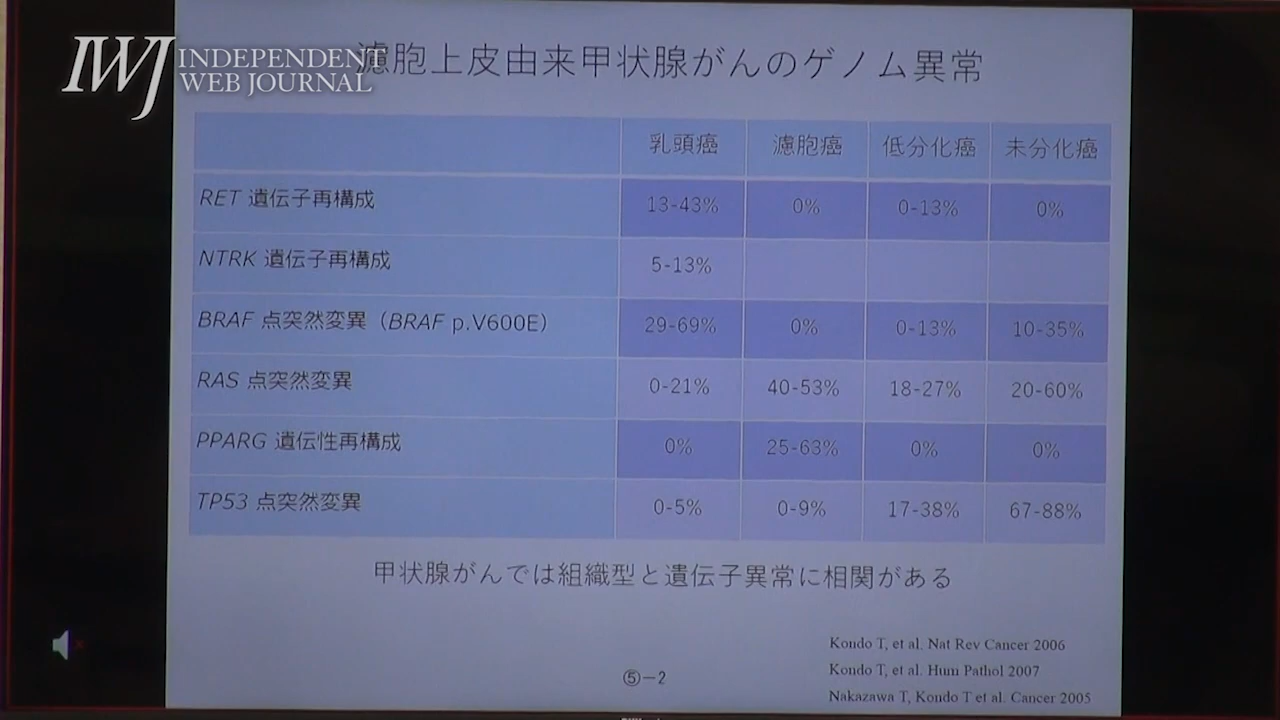 IWJ INDEPENDENT
WEB JOURNAL
濾胞上皮由来甲状腺がんのゲノム異常
乳頭癌 濾胞癌 低分化癌 未分化癌
RET 遺伝子再構成 13-43% 0% 0-13% 0%
NTRK 遺伝子再構成 5-13%
BRAF 点突然変異（BRAF p.V600E） 29-69% 0% 0-13% 10-35%
RAS 点突然変異 0-21% 40-53% 18-27% 20-60%
PPARG 遺伝性再構成 0% 25-63% 0% 0%
TP53 点突然変異 0-5% 0-9% 17-38% 67-88%
甲状腺がんでは組織型と遺伝子異常に相関がある
Kondo T, et al. Nat Rev Cancer 2006
Kondo T, et al. Hum Pathol 2007
Nakazawa T, Kondo T et al. Cancer 2005
⑤－2